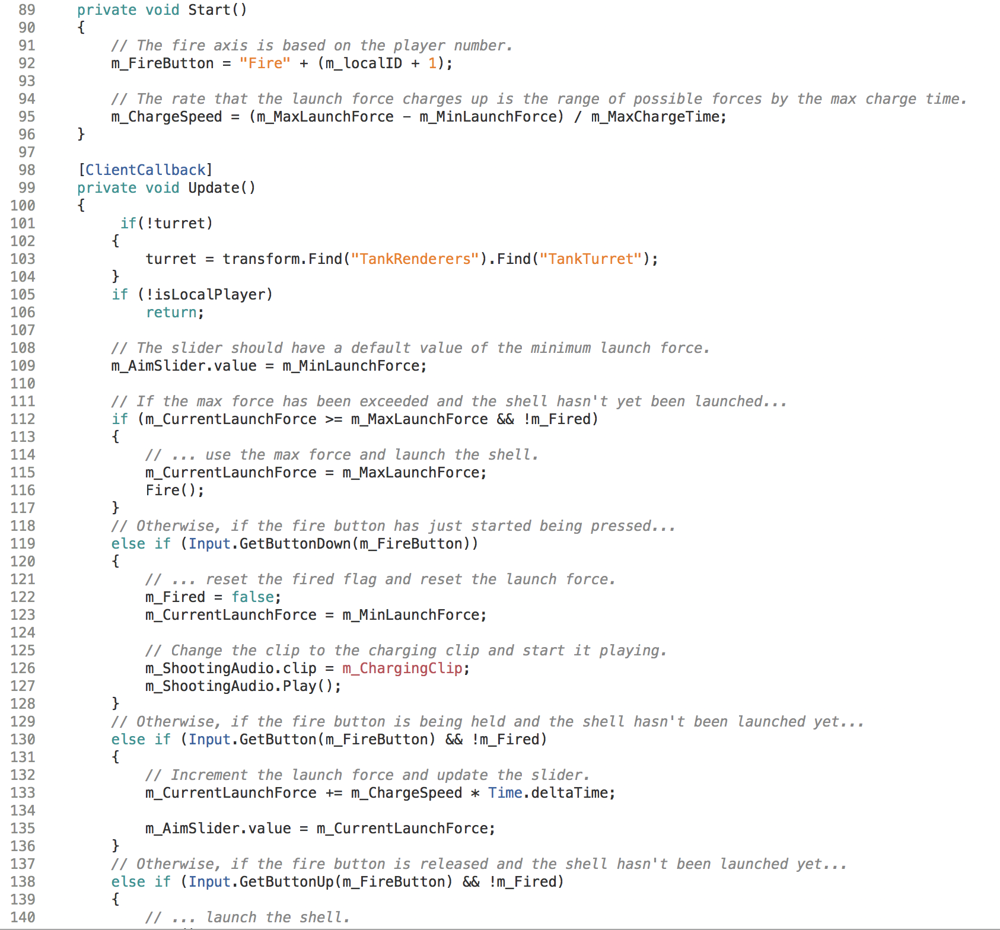 89 private void Start()
90 {
91 // The fire axis is based on the player number.
92 m_FireButton = "Fire" + (m_localID + 1);
93
94 // The rate that the launch force charges up is the range of possible forces by the max charge time.
95 m_ChargeSpeed = (m_MaxLaunchForce - m_MinLaunchForce) / m_MaxChargeTime;
96 }
97
98 [ClientCallback]
99 private void Update()
100 {
101 if(!turret)
102 {
103 turret = transform.Find("TankRenderers").Find("TankTurret");
104 }
105 if (!isLocalPlayer)
106 return;
107
108 // The slider should have a default value of the minimum launch force.
109 m_AimSlider.value = m_MinLaunchForce;
110
111 // If the max force has been exceeded and the shell hasn't yet been launched...
112 if (m_CurrentLaunchForce >= m_MaxLaunchForce && !m_Fired)
113 {
114 // ... use the max force and launch the shell.
115 m_CurrentLaunchForce = m_MaxLaunchForce;
116 Fire();
117 }
118 // Otherwise, if the fire button has just started being pressed...
119 else if (Input.GetButtonDown(m_FireButton))
120 {
121 // ... reset the fired flag and reset the launch force.
122 m_Fired = false;
123 m_CurrentLaunchForce = m_MinLaunchForce;
124
125 // Change the clip to the charging clip and start it playing.
126 m_ShootingAudio.clip = m_ChargingClip;
127 m_ShootingAudio.Play();
128 }
129 // Otherwise, if the fire button is being held and the shell hasn't been launched yet...
130 else if (Input.GetButton(m_FireButton) && !m_Fired)
131 {
132 // Increment the launch force and update the slider.
133 m_CurrentLaunchForce += m_ChargeSpeed * Time.deltaTime;
134
135 m_AimSlider.value = m_CurrentLaunchForce;
136 }
137 // Otherwise, if the fire button is released and the shell hasn't been launched yet...
138 else if (Input.GetButtonUp(m_FireButton) && !m_Fired)
139 {
140 // ... launch the shell.